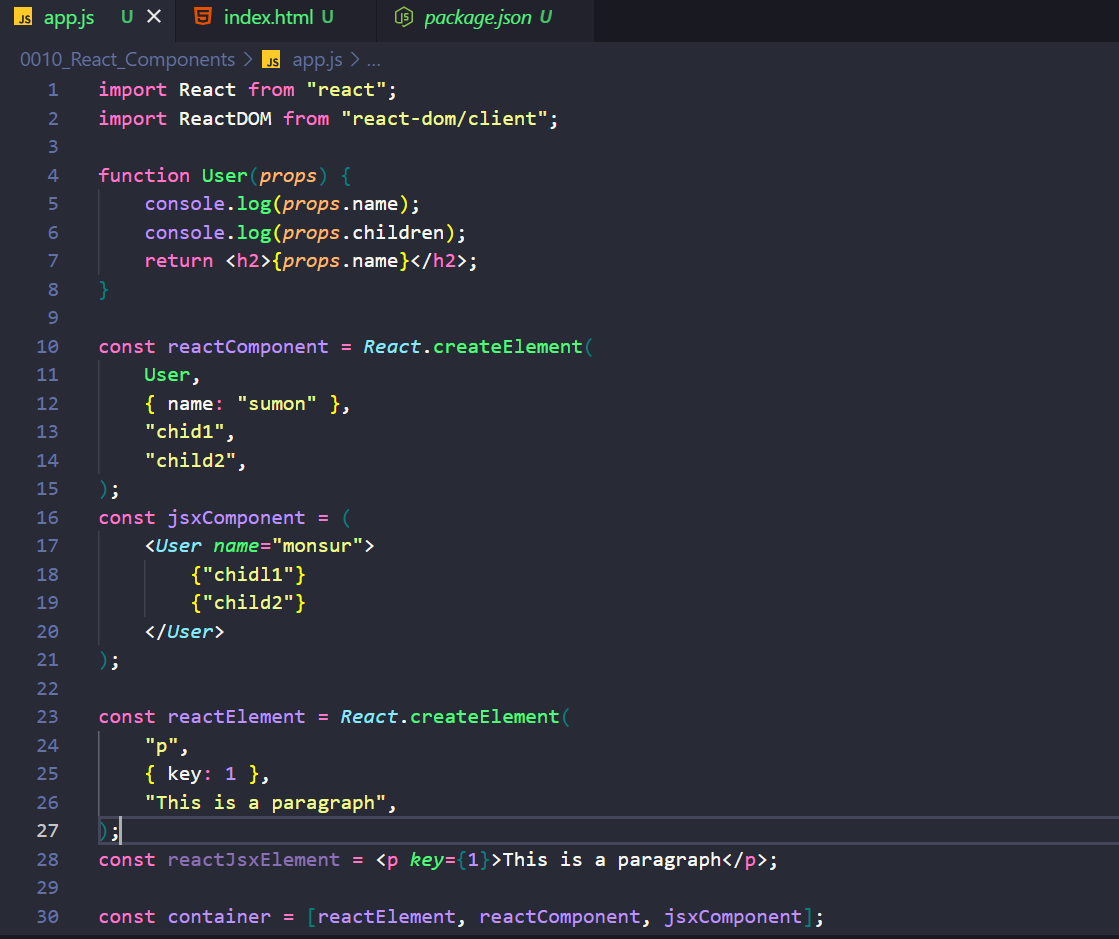 JS app.js U ✕ index.html U package.json U
0010_React_Components > JS app.js > ...
1 import React from "react";
2 import ReactDOM from "react-dom/client";
3
4 function User(props) {
5     console.log(props.name);
6     console.log(props.children);
7     return <h2>{props.name}</h2>;
8 }
9
10 const reactComponent = React.createElement(
11     User,
12     { name: "sumon" },
13     "chid1",
14     "child2",
15 );
16 const jsxComponent = (
17     <User name="monsur">
18         {"chidl1"}
19         {"child2"}
20     </User>
21 );
22
23 const reactElement = React.createElement(
24     "p",
25     { key: 1 },
26     "This is a paragraph",
27 );
28 const reactJsxElement = <p key={1}>This is a paragraph</p>;
29
30 const container = [reactElement, reactComponent, jsxComponent];